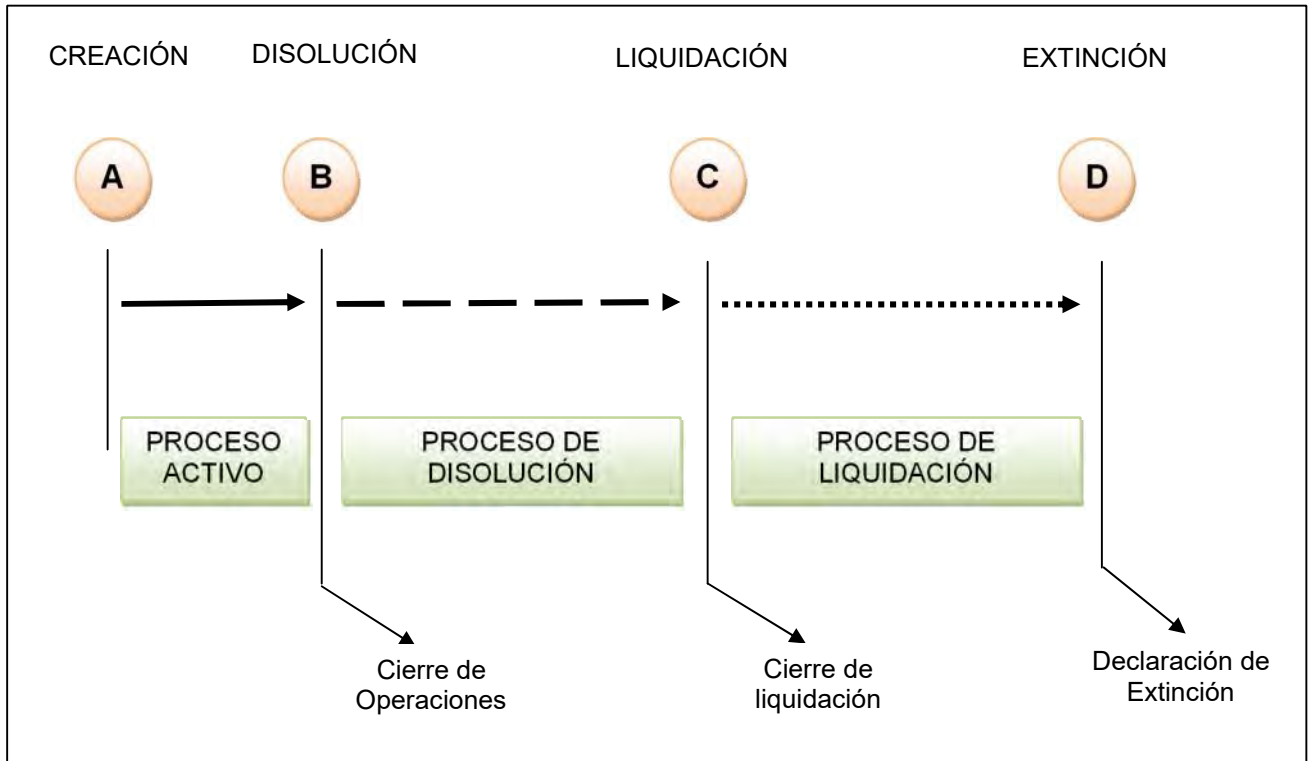 CREACIÓN
DISOLUCIÓN
LIQUIDACIÓN
EXTINCIÓN
A
B
C
D
PROCESO
ACTIVO
PROCESO DE
DISOLUCIÓN
PROCESO DE
LIQUIDACIÓN
Cierre de
Operaciones
Cierre de
liquidación
Declaración de
Extinción